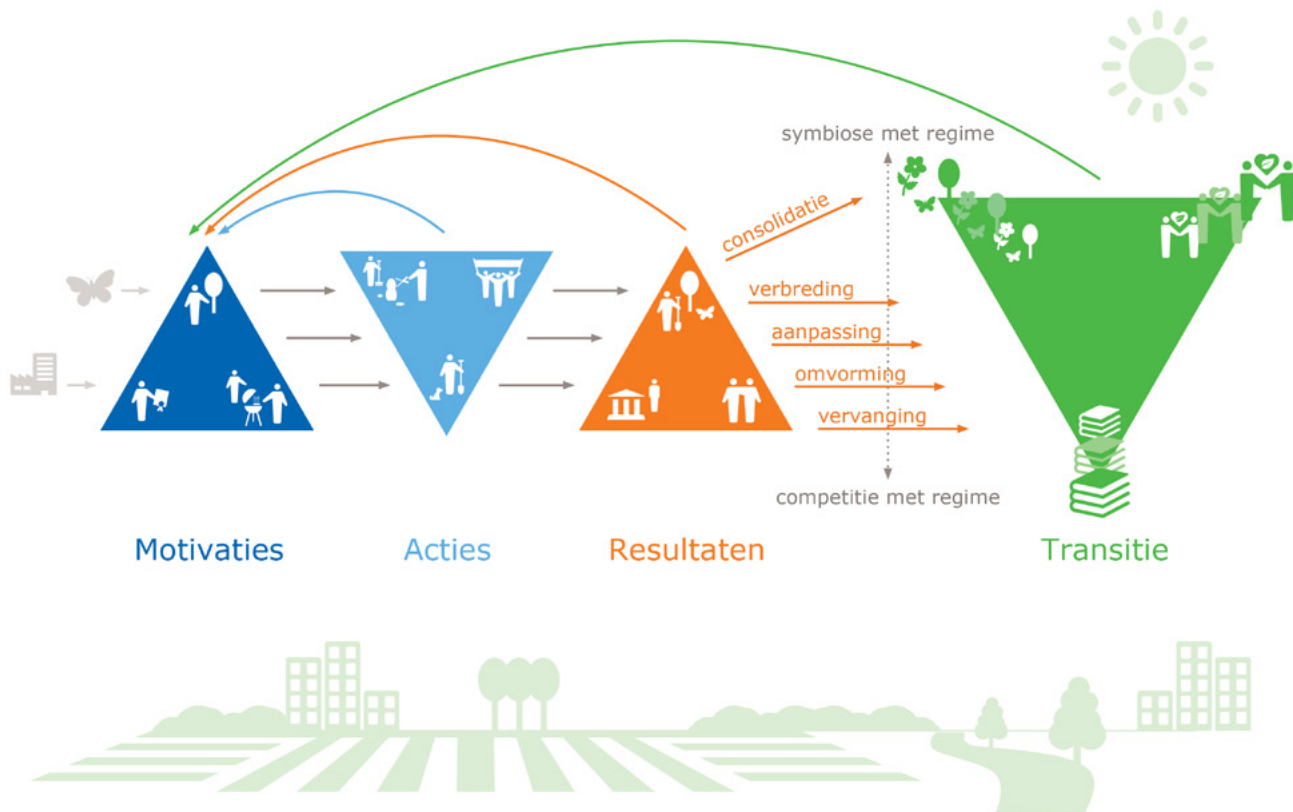 symbiose met regime
consolidatie
verbreding
aanpassing
omvorming
vervanging
competitie met regime
Motivaties
Acties
Resultaten
Transitie